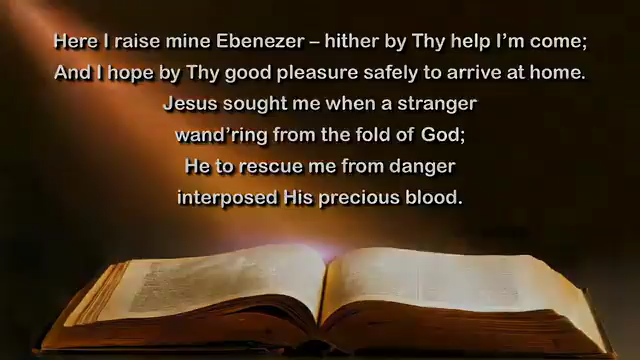 Here I raise mine Ebenezer – hither by Thy help I’m come;
And I hope by Thy good pleasure safely to arrive at home.
Jesus sought me when a stranger
wand’ring from the fold of God;
He to rescue me from danger
interposed His precious blood.